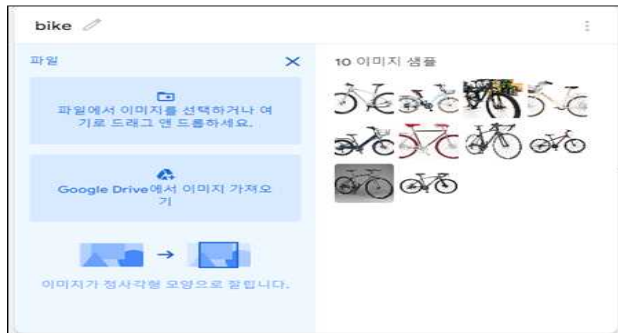 bike
파일
10 이미지 샘플
파일에서 이미지를 선택하거나 여
기로 드래그 앤 드롭하세요.
Google Drive에서 이미지 가져오
기
이미지가 정사각형 모양으로 잘립니다.